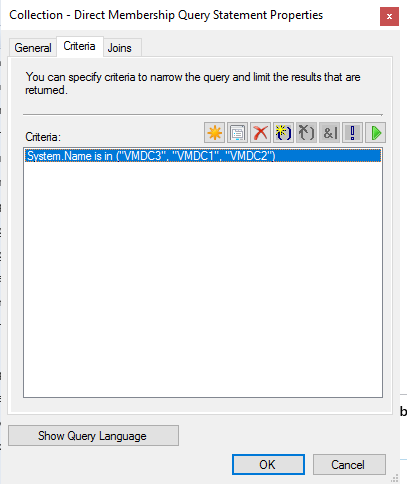 Collection - Direct Membership Query Statement Properties
x
General Criteria Joins
You can specify criteria to narrow the query and limit the results that are
returned.
Criteria:
&| !
System.Name is in ("VMDC3", "VMDC1", "VMDC2")
b
Show Query Language
OK Cancel